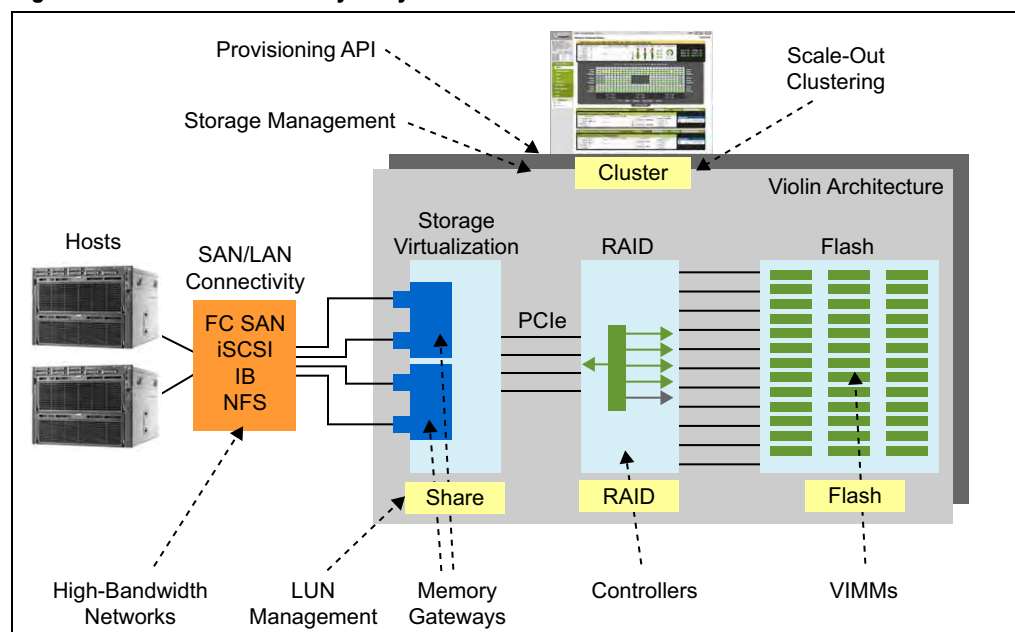 Provisioning API
Scale-Out
Clustering
Storage Management
Cluster
Violin Architecture
Hosts
SAN/LAN
Connectivity
Storage
Virtualization
RAID
Flash
FC SAN
iSCSI
IB
NFS
PCIe
Share
RAID
Flash
High-Bandwidth
Networks
LUN
Management
Memory
Gateways
Controllers
VIMMs